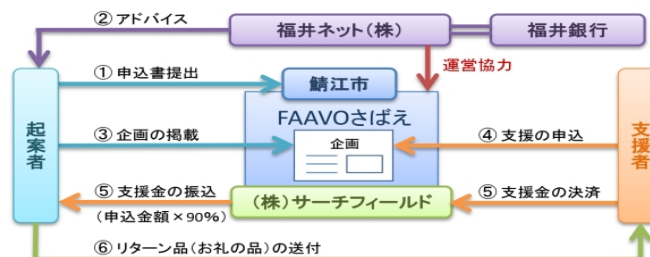 ② アドバイス
福井ネット(株)
福井銀行
① 申込書提出
鯖江市
運営協力
FAAVOさばえ
起案者
③ 企画の掲載
企画
④ 支援の申込
支援者
⑤ 支援金の振込
(申込金額×90%)
(株)サーチフィールド
⑤ 支援金の決済
⑥ リターン品(お礼の品)の送付